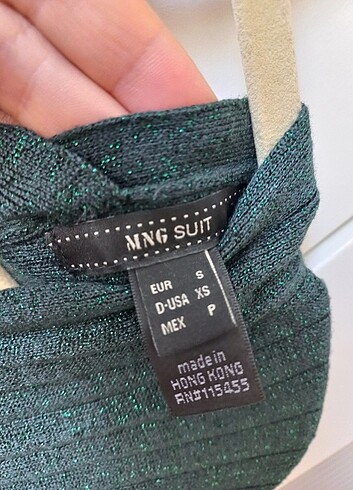 MNG SUIT
EUR S
D-USA XS
MEX P
made in
HONG KONG
RN#115455